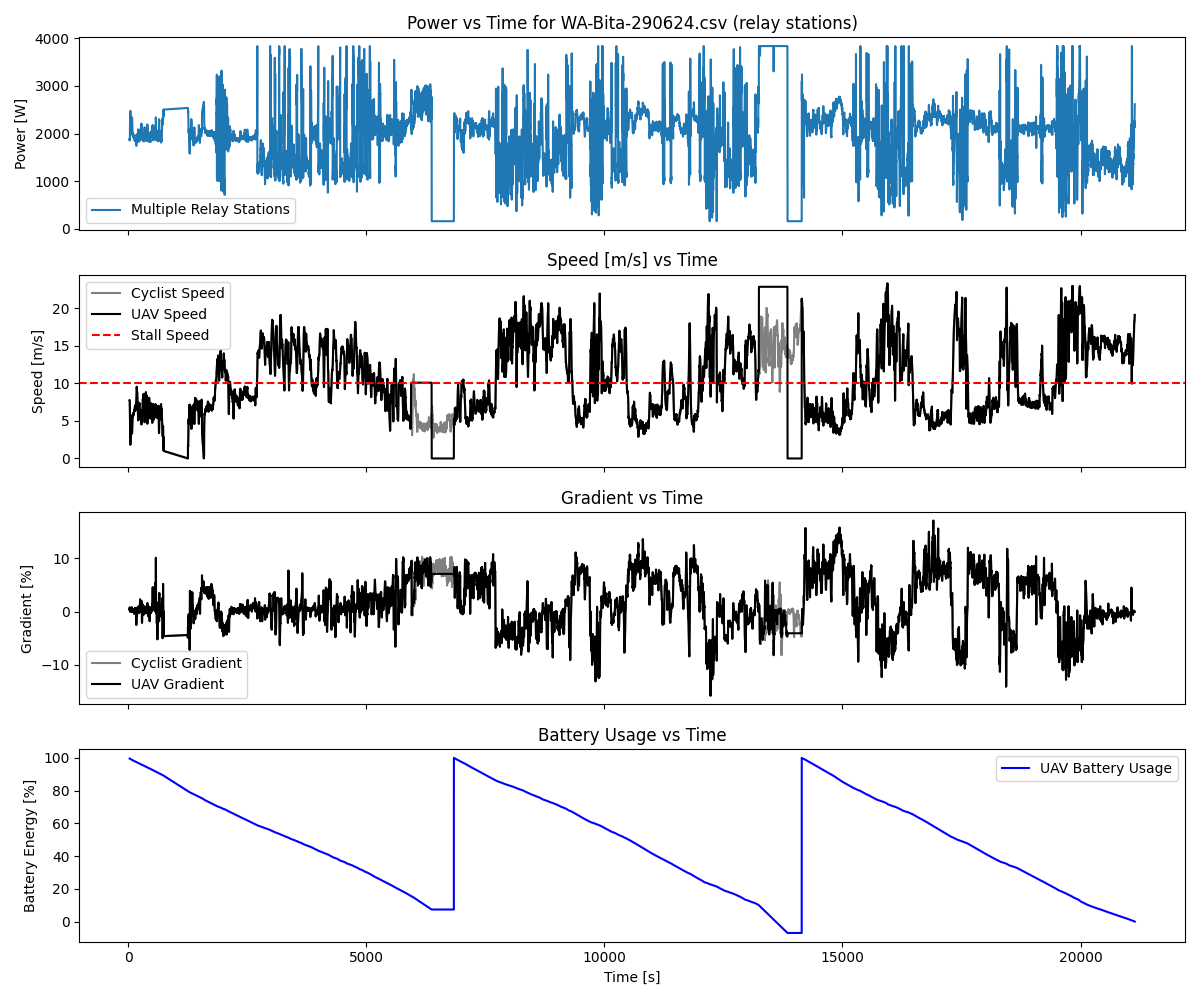 Power vs Time for WA-Bita-290624.csv (relay stations)
Power [W]
4000
3000
2000
1000
0
Multiple Relay Stations
Speed [m/s] vs Time
Speed [m/s]
20
15
10
5
0
Cyclist Speed
UAV Speed
Stall Speed
Gradient vs Time
Gradient [%]
10
0
−10
Cyclist Gradient
UAV Gradient
Battery Usage vs Time
Battery Energy [%]
100
80
60
40
20
0
UAV Battery Usage
0 5000 10000 15000 20000
Time [s]